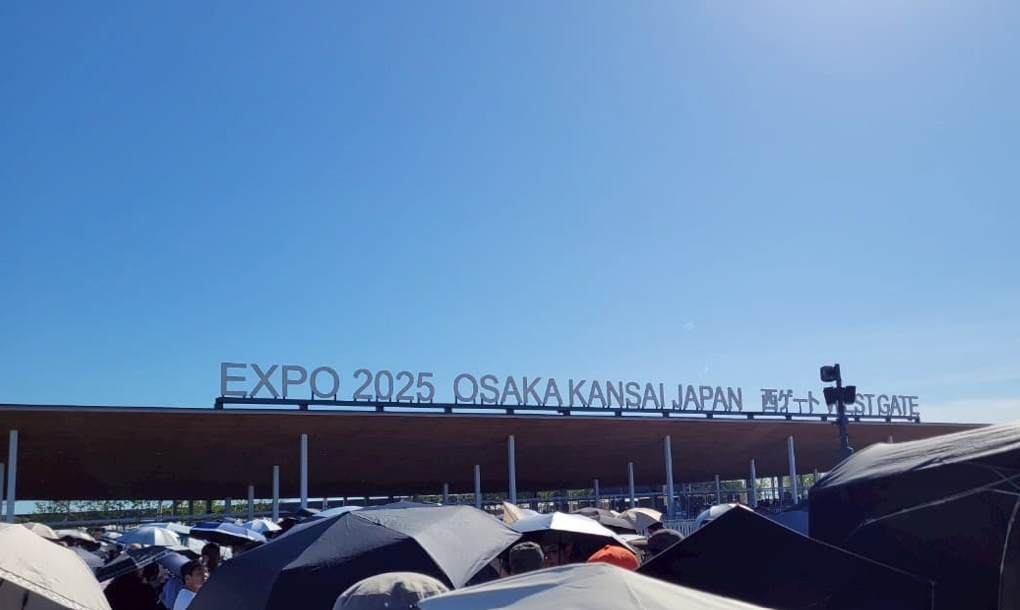 EXPO 2025 OSAKA KANSAI JAPAN 西ゲート WEST GATE